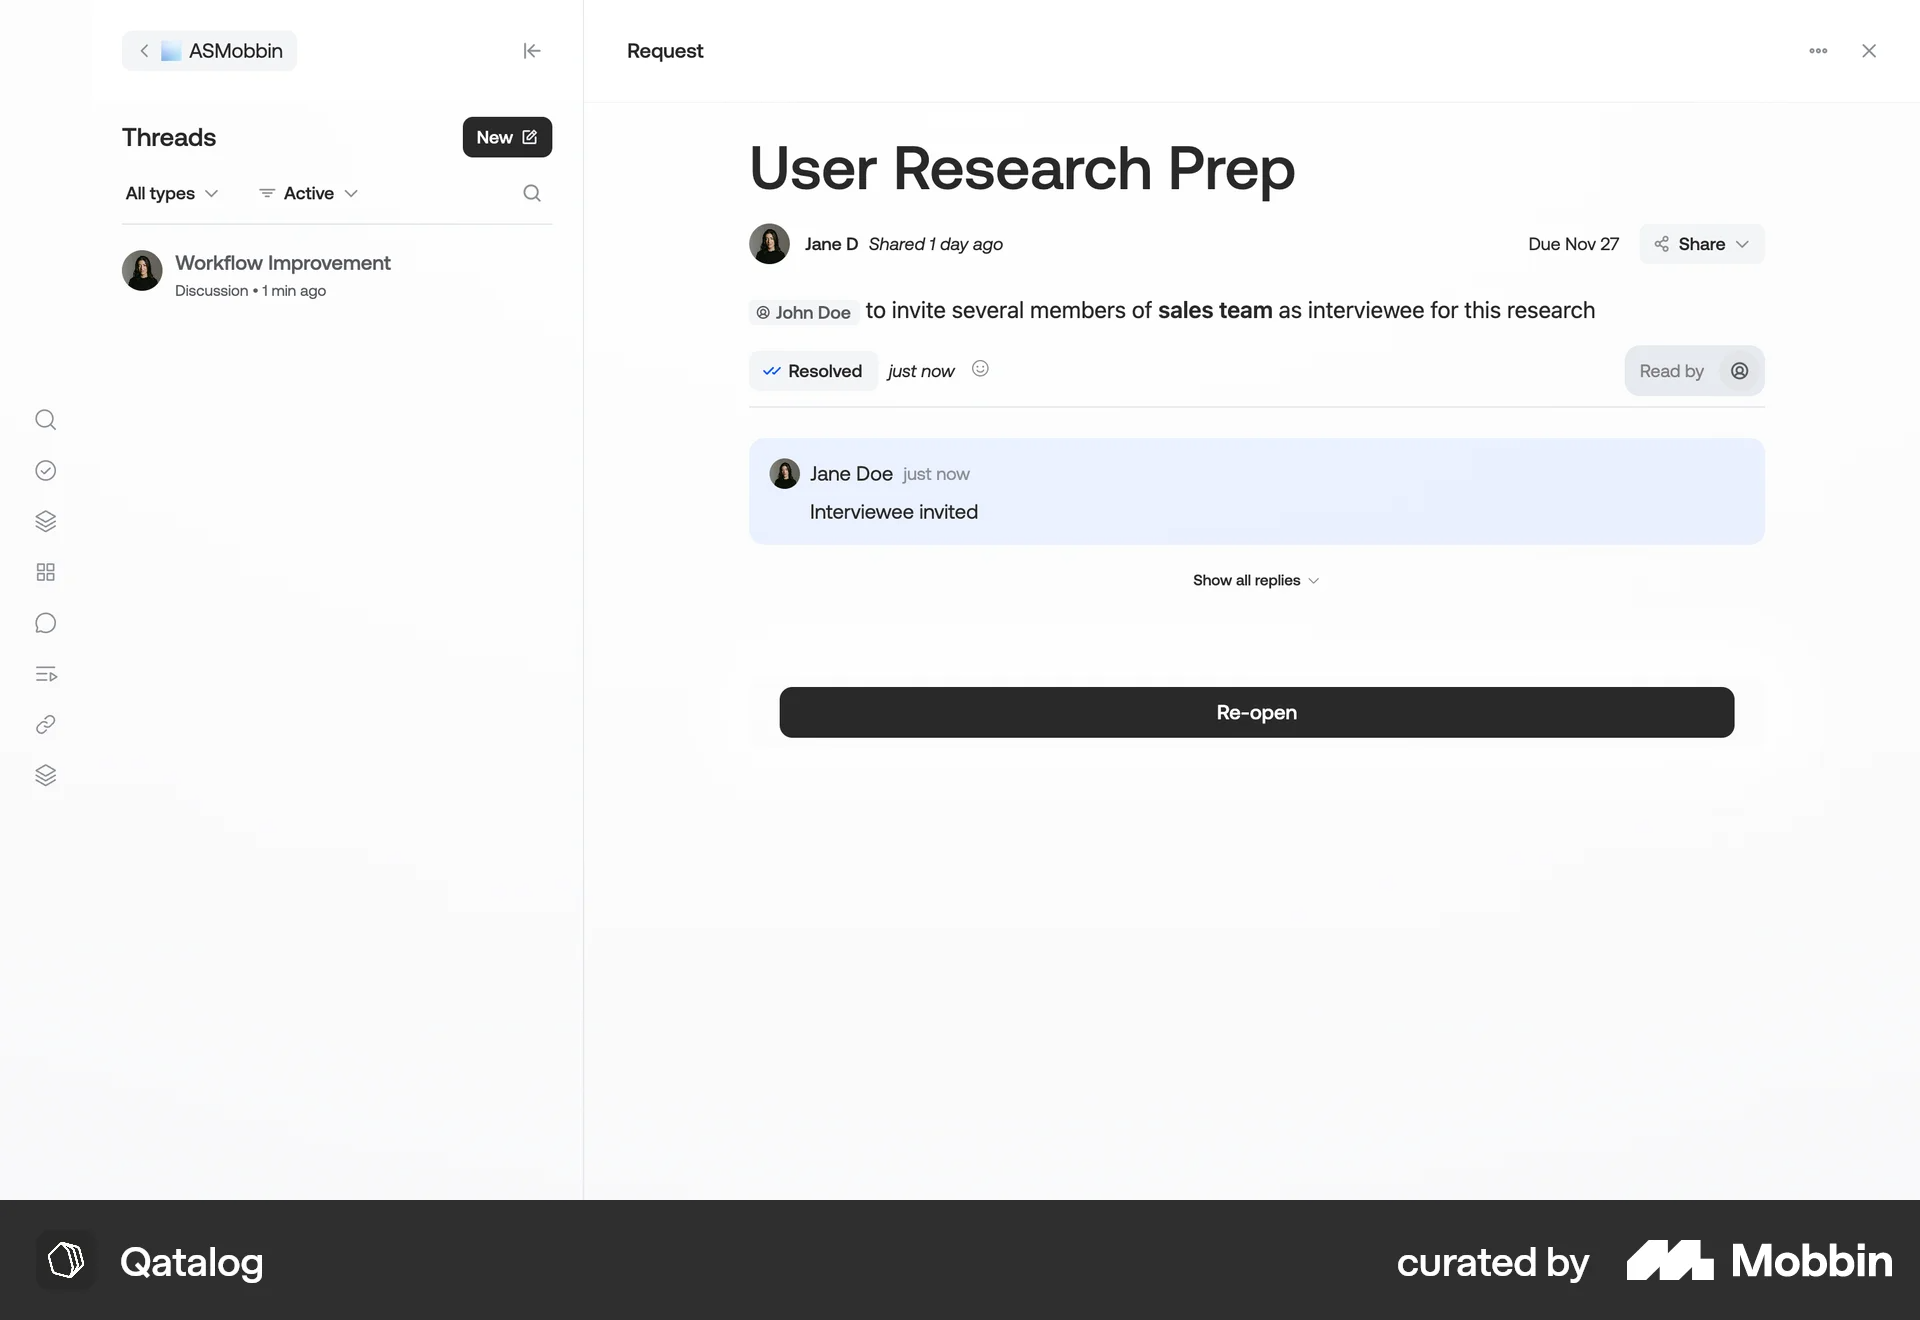 ASMobbin
Threads
New
All types
Active
Workflow Improvement
Discussion • 1 min ago
Request
User Research Prep
Jane D Shared 1 day ago
Due Nov 27
Share
John Doe to invite several members of sales team as interviewee for this research
Resolved just now
Read by
Jane Doe just now
Interviewee invited
Show all replies
Re-open
Qatalog
curated by Mobbin